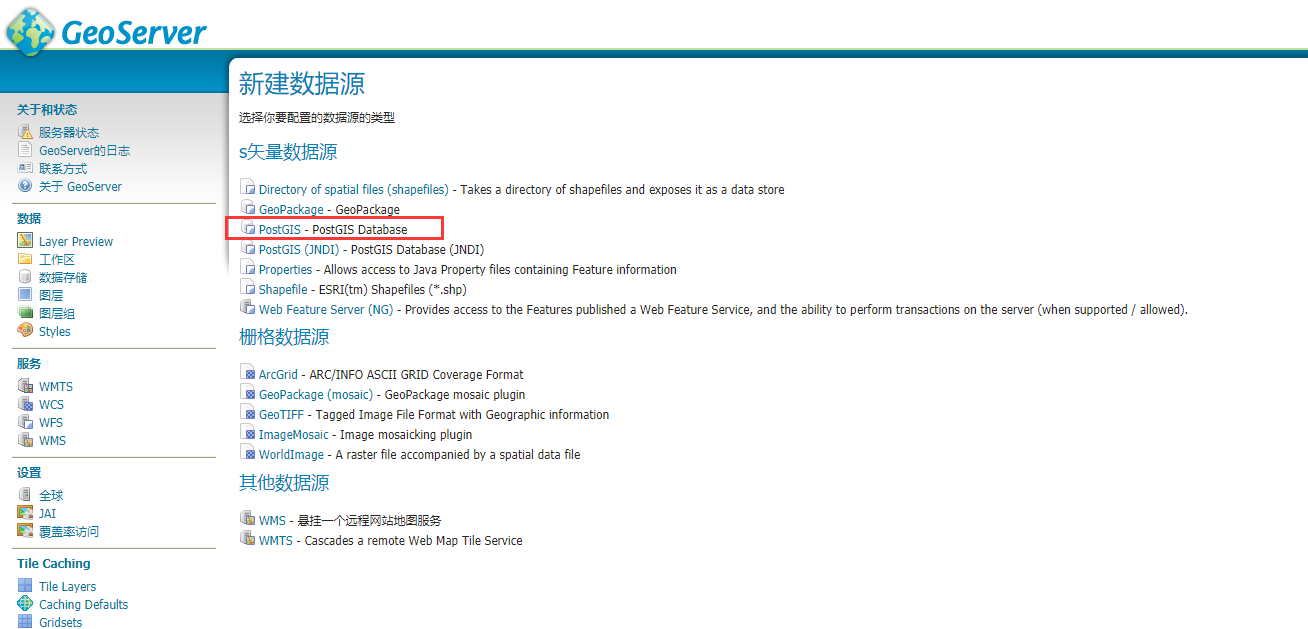 GeoServer
关于和状态
服务器状态
GeoServer的日志
联系方式
关于 GeoServer
数据
Layer Preview
工作区
数据存储
图层
图层组
Styles
服务
WMTS
WCS
WFS
WMS
设置
全球
JAI
覆盖率访问
Tile Caching
Tile Layers
Caching Defaults
Gridsets
新建数据源
选择你要配置的数据源的类型
s矢量数据源
Directory of spatial files (shapefiles) - Takes a directory of shapefiles and exposes it as a data store
GeoPackage - GeoPackage
PostGIS - PostGIS Database
PostGIS (JNDI) - PostGIS Database (JNDI)
Properties - Allows access to Java Property files containing Feature information
Shapefile - ESRI(tm) Shapefiles (*.shp)
Web Feature Server (NG) - Provides access to the Features published a Web Feature Service, and the ability to perform transactions on the server (when supported / allowed).
栅格数据源
ArcGrid - ARC/INFO ASCII GRID Coverage Format
GeoPackage (mosaic) - GeoPackage mosaic plugin
GeoTIFF - Tagged Image File Format with Geographic information
ImageMosaic - Image mosaicking plugin
WorldImage - A raster file accompanied by a spatial data file
其他数据源
WMS - 悬挂一个远程网站地图服务
WMTS - Cascades a remote Web Map Tile Service